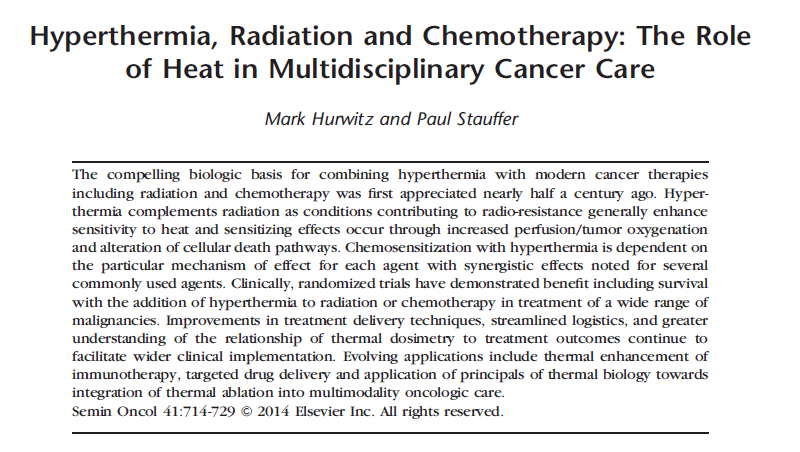 Hyperthermia, Radiation and Chemotherapy: The Role
of Heat in Multidisciplinary Cancer Care
Mark Hurwitz and Paul Stauffer
The compelling biologic basis for combining hyperthermia with modern cancer therapies
including radiation and chemotherapy was first appreciated nearly half a century ago. Hyper-
thermia complements radiation as conditions contributing to radio-resistance generally enhance
sensitivity to heat and sensitizing effects occur through increased perfusion/tumor oxygenation
and alteration of cellular death pathways. Chemosensitization with hyperthermia is dependent on
the particular mechanism of effect for each agent with synergistic effects noted for several
commonly used agents. Clinically, randomized trials have demonstrated benefit including survival
with the addition of hyperthermia to radiation or chemotherapy in treatment of a wide range of
malignancies. Improvements in treatment delivery techniques, streamlined logistics, and greater
understanding of the relationship of thermal dosimetry to treatment outcomes continue to
facilitate wider clinical implementation. Evolving applications include thermal enhancement of
immunotherapy, targeted drug delivery and application of principals of thermal biology towards
integration of thermal ablation into multimodality oncologic care.
Semin Oncol 41:714-729 © 2014 Elsevier Inc. All rights reserved.